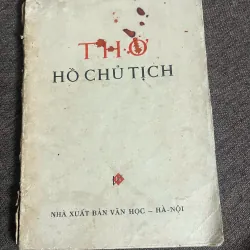 THƠ
HỒ CHỦ TỊCH
NHÀ XUẤT BẢN VĂN HỌC – HÀ-NỘI